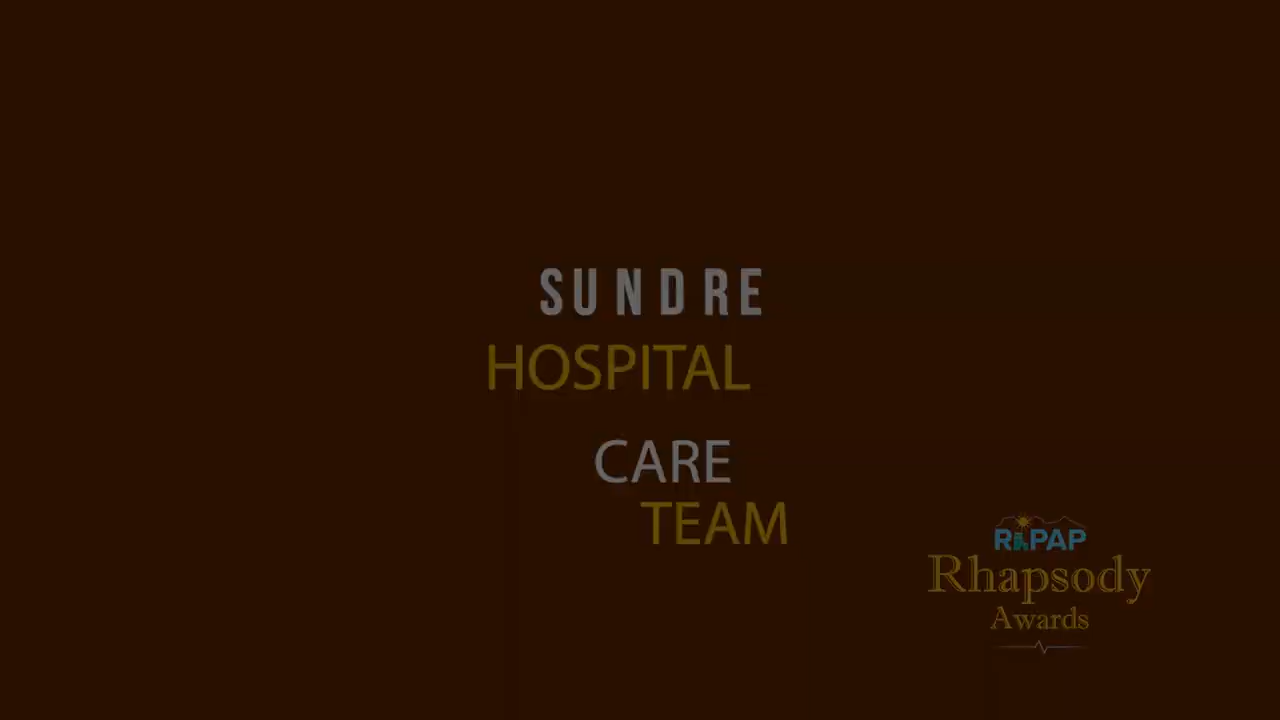 SUNDRE
HOSPITAL
CARE
TEAM
RhPAP
Rhapsody
Awards